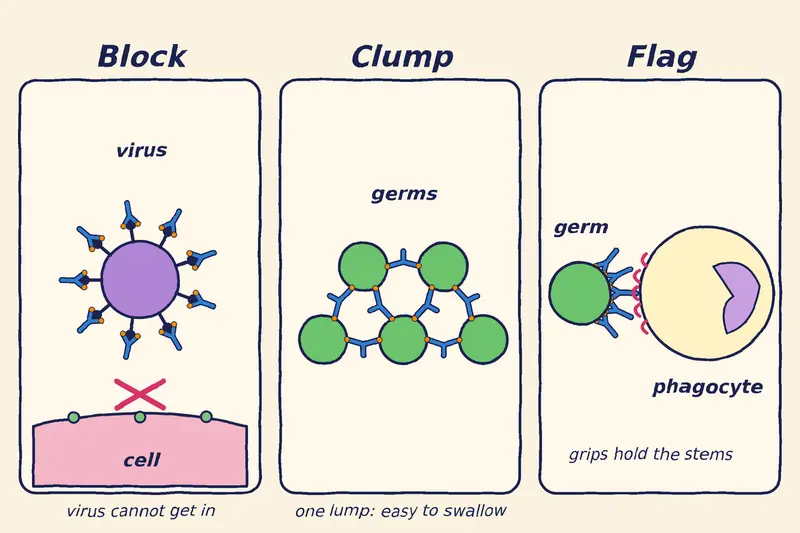 Block
Clump
Flag
virus
cell
virus cannot get in
germs
one lump: easy to swallow
germ
phagocyte
grips hold the stems